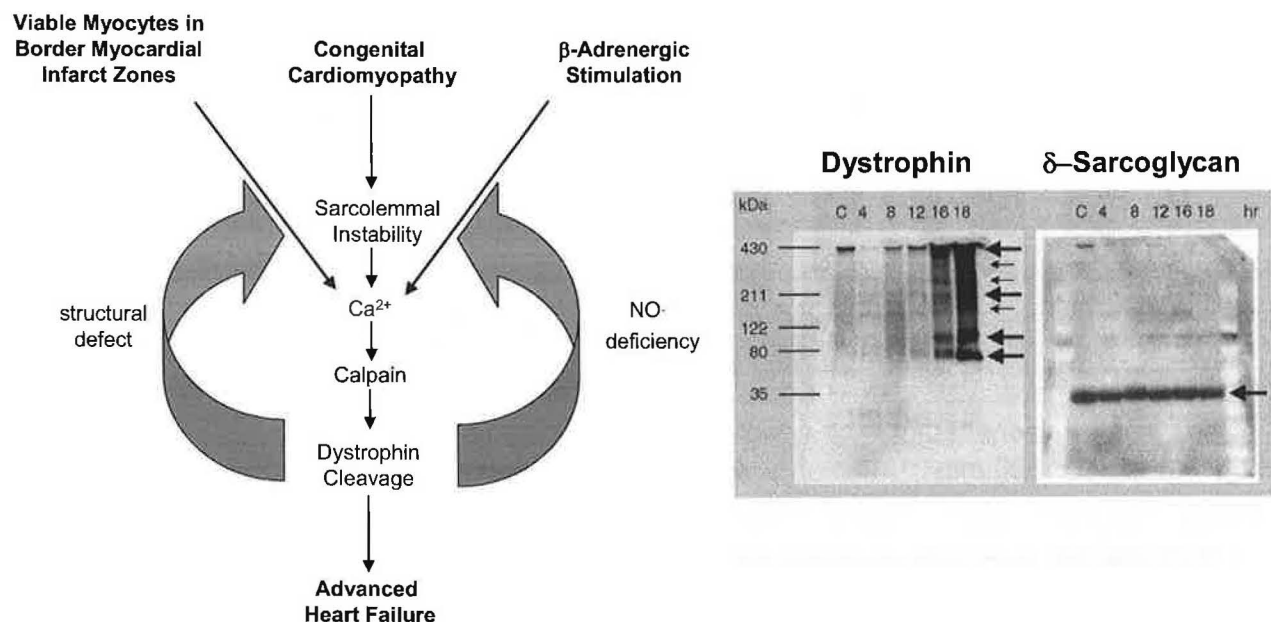 Viable Myocytes in
Border Myocardial
Infarct Zones
Congenital
Cardiomyopathy
β-Adrenergic
Stimulation
Sarcolemmal
Instability
Ca²⁺
structural
defect
NO-
deficiency
Calpain
Dystrophin
Cleavage
Advanced
Heart Failure
Dystrophin
δ–Sarcoglycan
kDa
C 4 8 12 16 18
C 4 8 12 16 18 hr
430
211
122
80
35